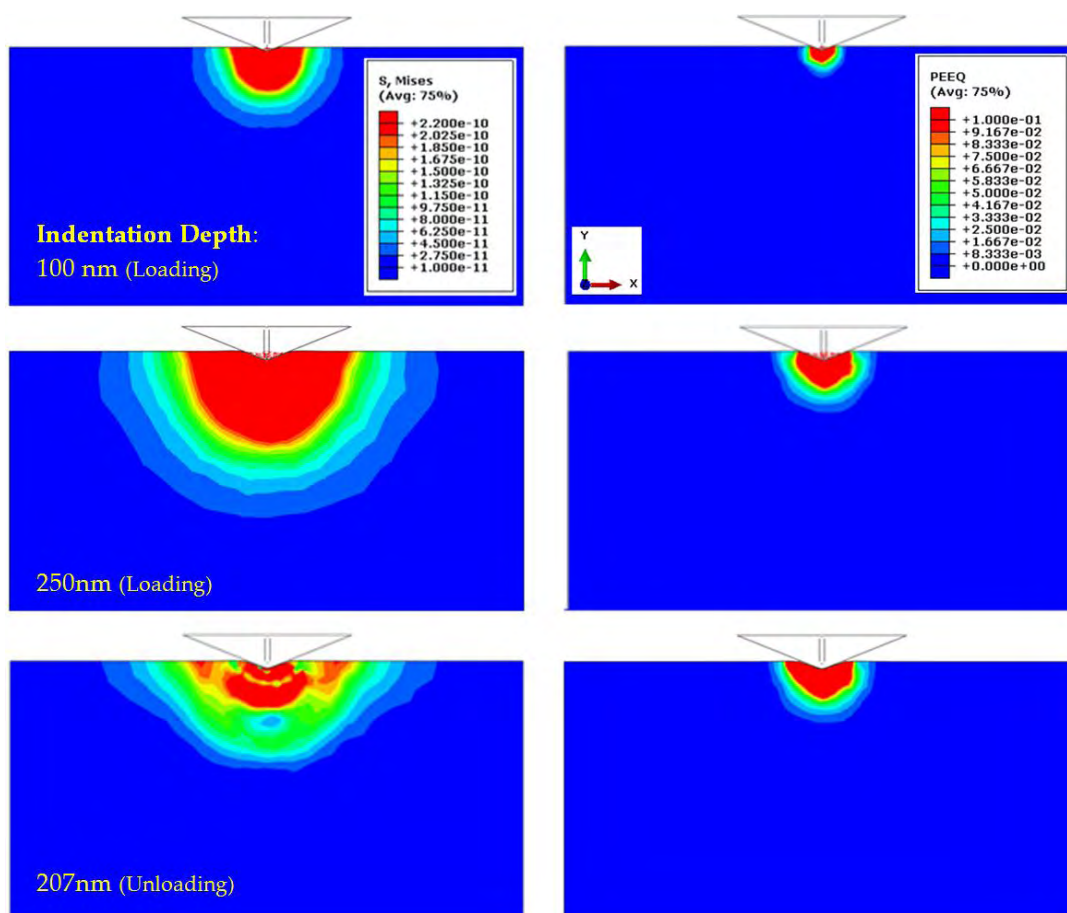 S, Mises
(Avg: 75%)
+2.200e-10
+2.025e-10
+1.850e-10
+1.675e-10
+1.500e-10
+1.325e-10
+1.150e-10
+9.750e-11
+8.000e-11
+6.250e-11
+4.500e-11
+2.750e-11
+1.000e-11
Indentation Depth:
100 nm (Loading)
PEEQ
(Avg: 75%)
+1.000e-01
+9.167e-02
+8.333e-02
+7.500e-02
+6.667e-02
+5.833e-02
+5.000e-02
+4.167e-02
+3.333e-02
+2.500e-02
+1.667e-02
+8.333e-03
+0.000e+00
Y
X
250nm (Loading)
207nm (Unloading)